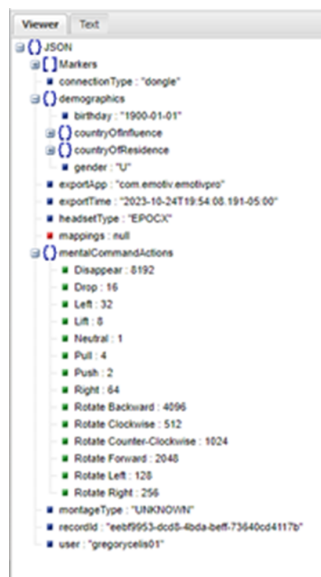 Viewer Text
JSON
Markers
connectionType : "dongle"
demographics
birthday : "1900-01-01"
countryOfInfluence
countryOfResidence
gender : "U"
exportApp : "com.emotiv.emotivpro"
exportTime : "2023-10-24T19:54:08.191-05:00"
headsetType : "EPOCX"
mappings : null
mentalCommandActions
Disappear : 8192
Drop : 16
Left : 32
Lift : 8
Neutral : 1
Pull : 4
Push : 2
Right : 64
Rotate Backward : 4096
Rotate Clockwise : 512
Rotate Counter-Clockwise : 1024
Rotate Forward : 2048
Rotate Left : 128
Rotate Right : 256
montageType : "UNKNOWN"
recordId : "eebf9953-dcd8-4bda-beff-73640cd4117b"
user : "gregorycelis01"